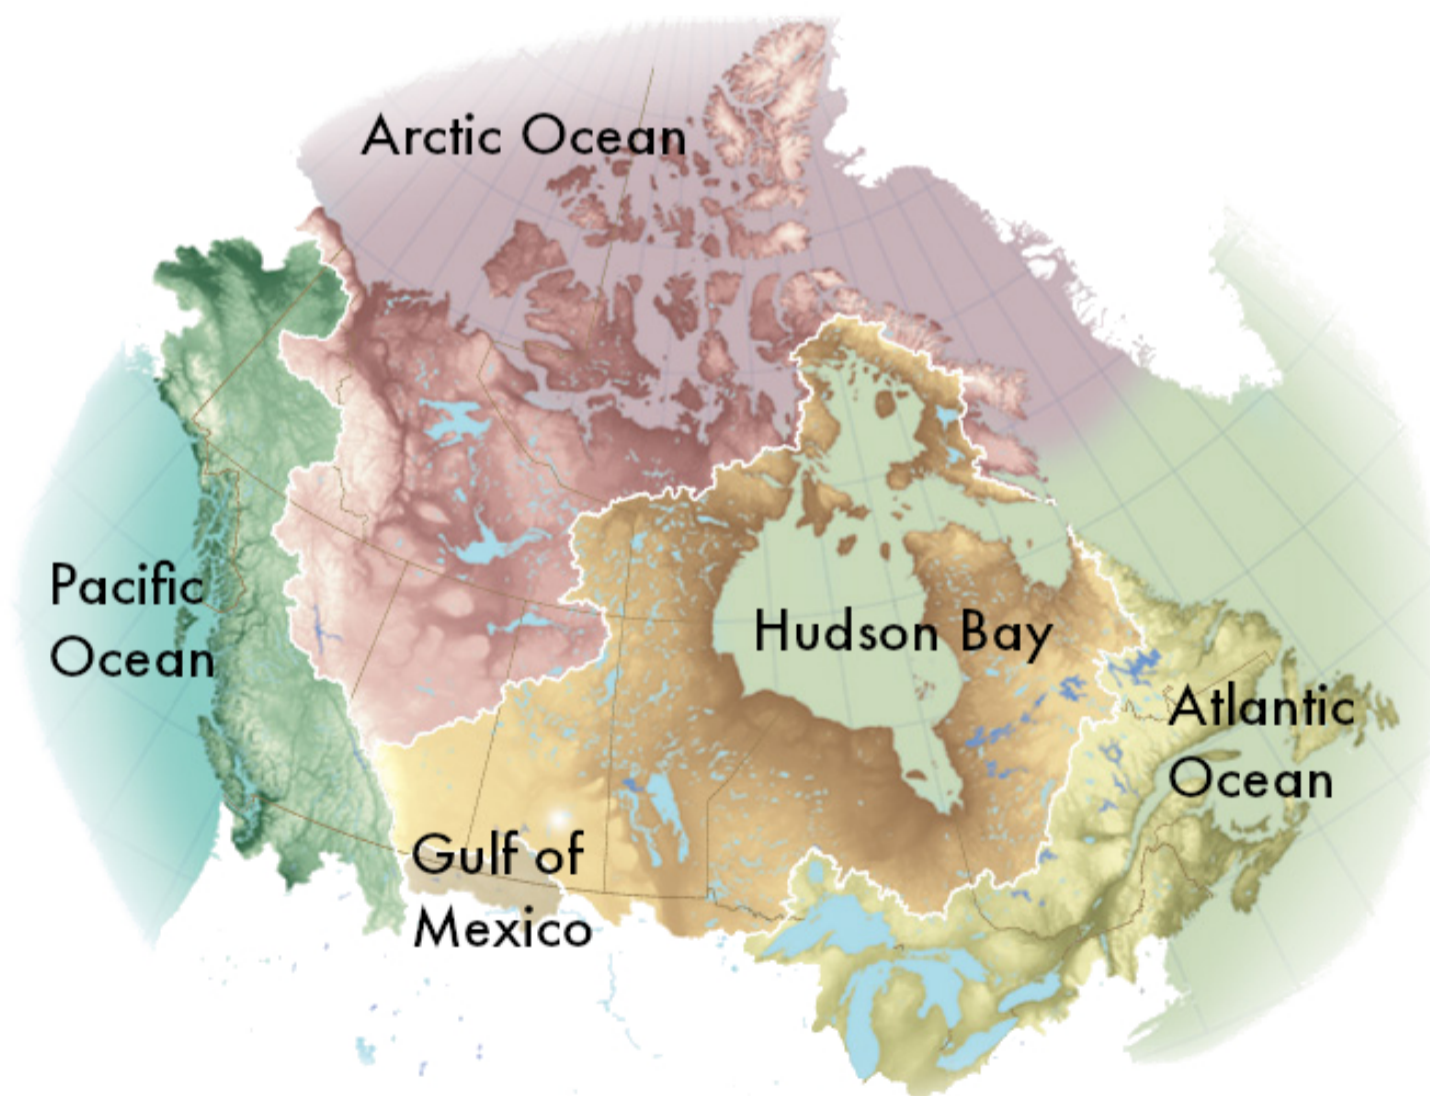 Arctic Ocean
Pacific
Ocean
Hudson Bay
Atlantic
Ocean
Gulf of
Mexico